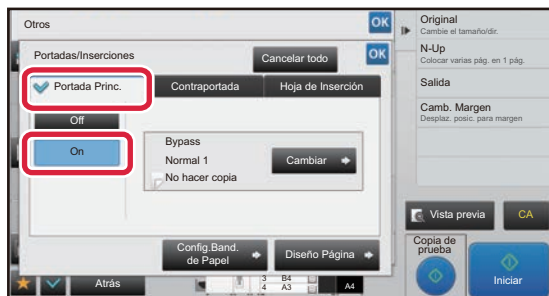 Otros
OK
Portadas/Inserciones
Cancelar todo
OK
Portada Princ.
Contraportada
Hoja de Inserción
Off
On
Bypass
Normal 1
No hacer copia
Cambiar
Config.Band.
de Papel
Diseño Página
Atrás
3 B4
4 A3
A4
Original
Cambie el tamaño/dir.
N-Up
Colocar varias pág. en 1 pág.
Salida
Camb. Margen
Desplaz. posic. para margen
Vista previa
CA
Copia de
prueba
Iniciar